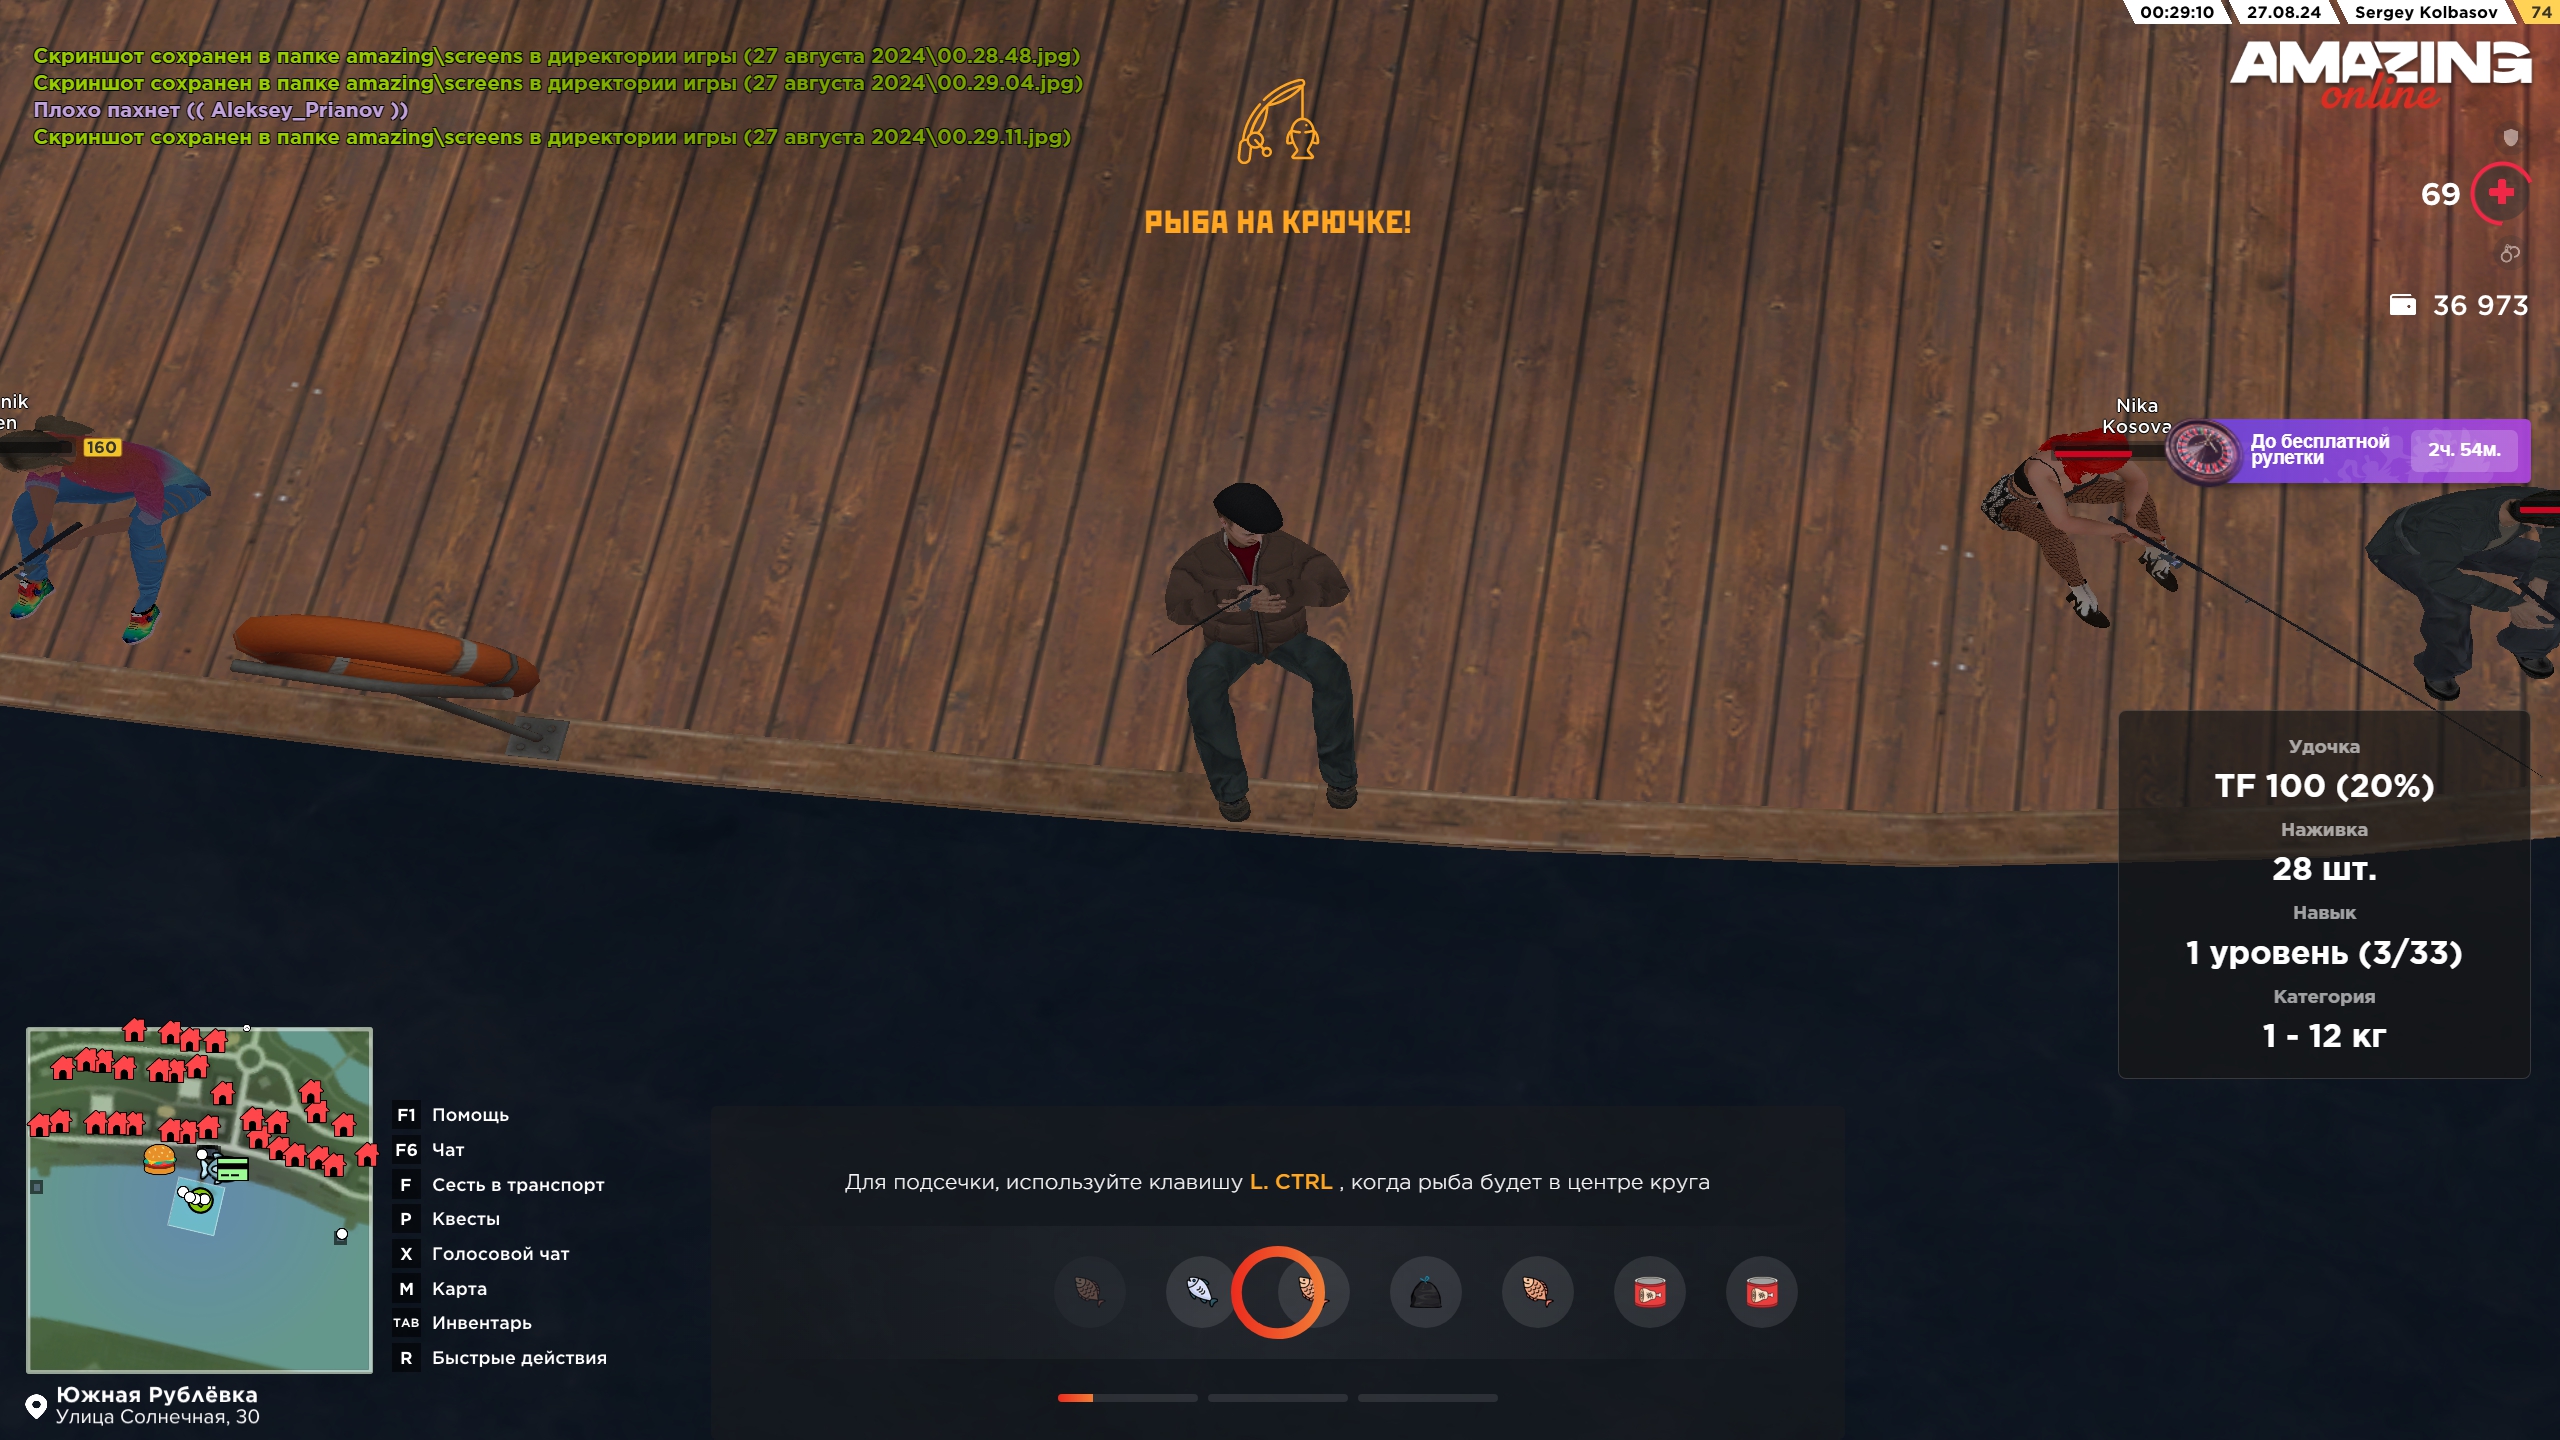 00:29:10
27.08.24
Sergey Kolbasov
74
Скриншот сохранен в папке amazing\screens в директории игры (27 августа 2024\00.28.48.jpg)
Скриншот сохранен в папке amazing\screens в директории игры (27 августа 2024\00.29.04.jpg)
Плохо пахнет (( Aleksey_Prianov ))
Скриншот сохранен в папке amazing\screens в директории игры (27 августа 2024\00.29.11.jpg)
AMAZING
online
РЫБА НА КРЮЧКЕ!
69
36 973
nik
en
160
Nika
Kosova
До бесплатной
рулетки
2ч. 54м.
Удочка
TF 100 (20%)
Наживка
28 шт.
Навык
1 уровень (3/33)
Категория
1 - 12 кг
F1 Помощь
F6 Чат
F Сесть в транспорт
P Квесты
X Голосовой чат
M Карта
TAB Инвентарь
R Быстрые действия
Для подсечки, используйте клавишу L. CTRL , когда рыба будет в центре круга
Южная Рублёвка
Улица Солнечная, 30